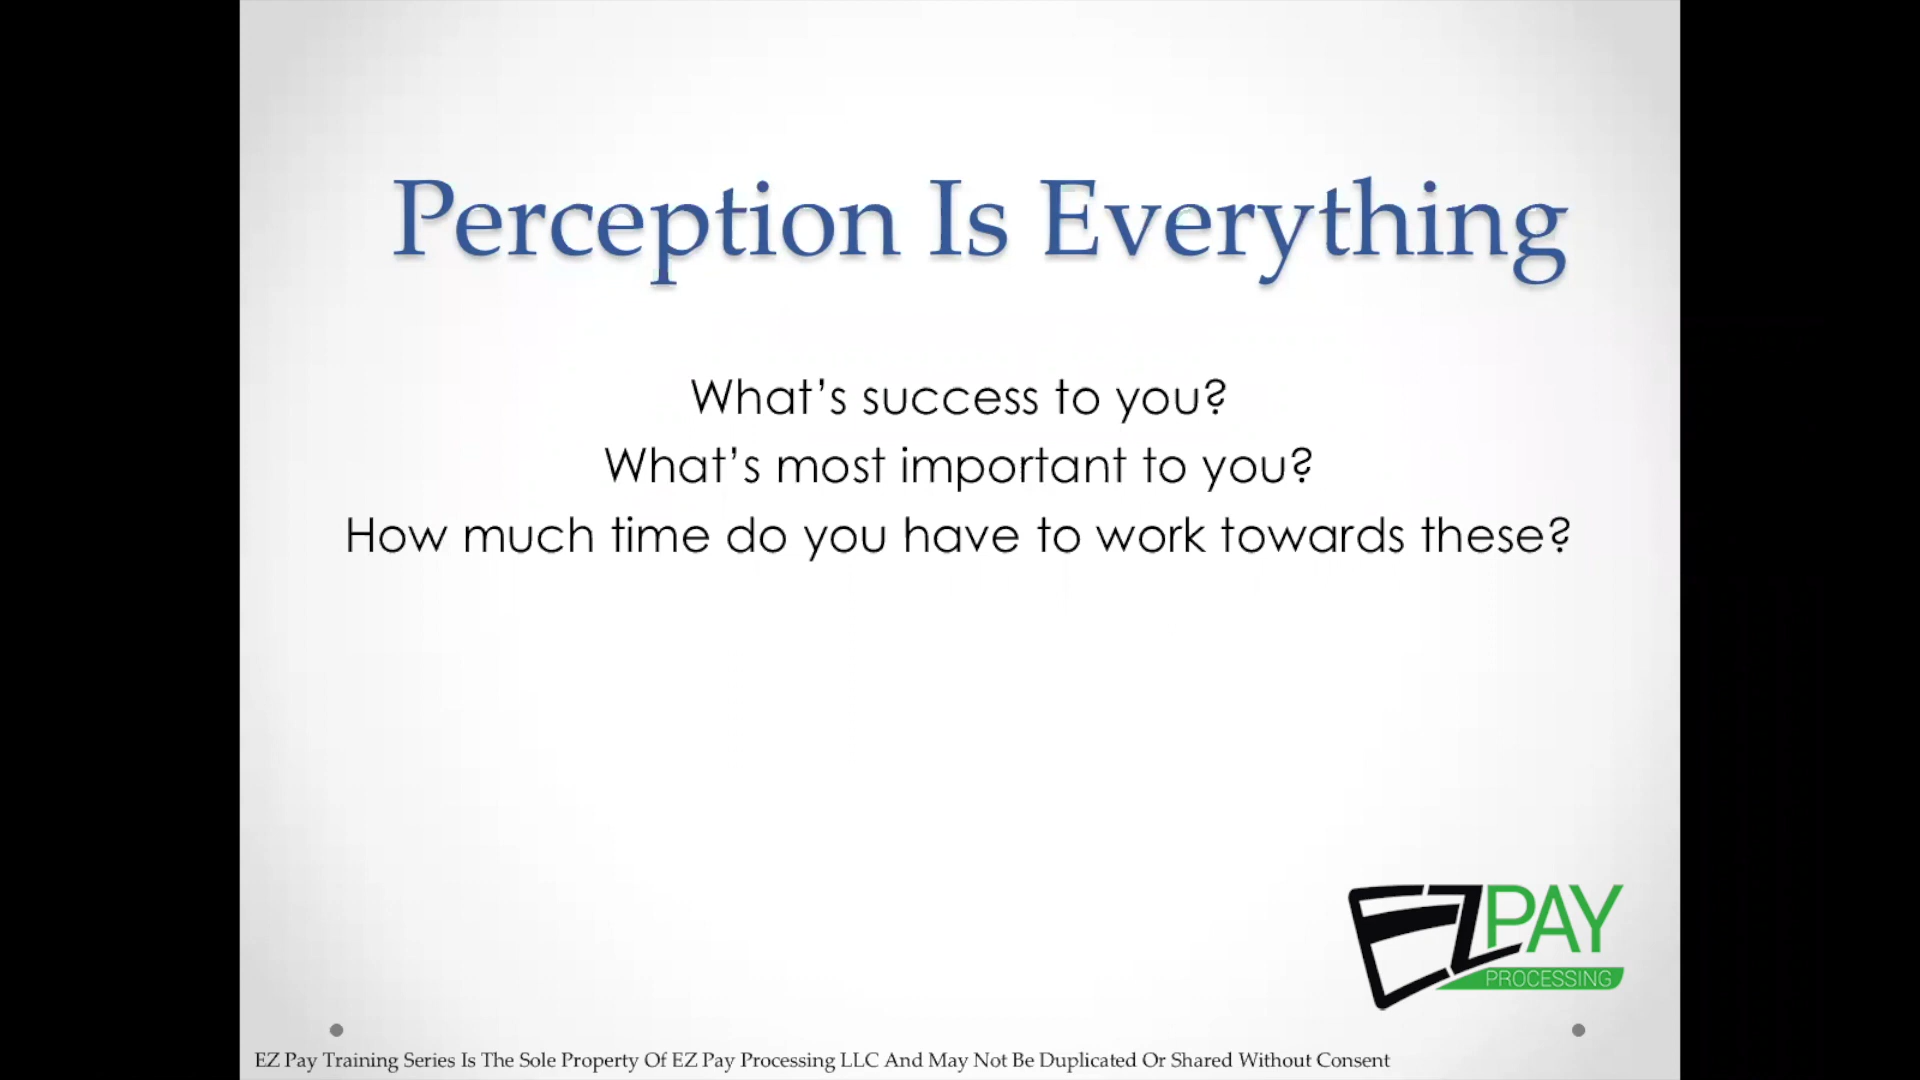 Perception Is Everything
What’s success to you?
What’s most important to you?
How much time do you have to work towards these?
EZPAY
PROCESSING
EZ Pay Training Series Is The Sole Property Of EZ Pay Processing LLC And May Not Be Duplicated Or Shared Without Consent